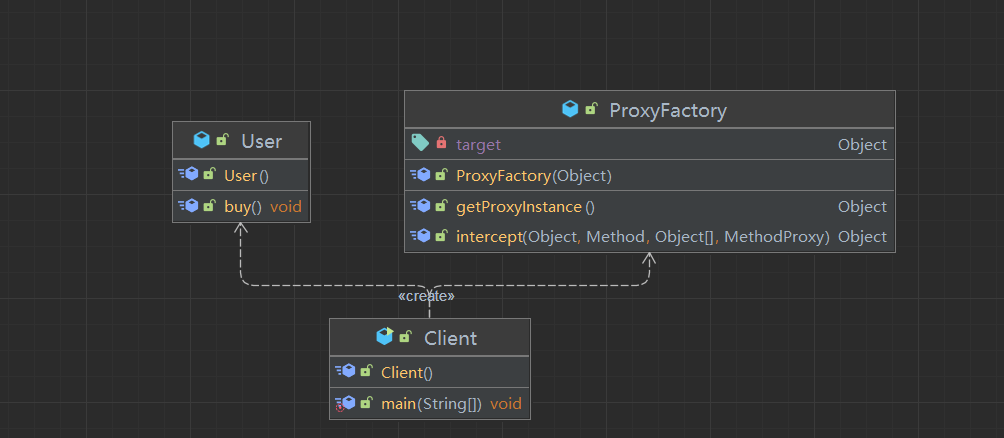 User
User()
buy() void
ProxyFactory
target Object
ProxyFactory(Object)
getProxyInstance() Object
intercept(Object, Method, Object[], MethodProxy) Object
«create»
Client
Client()
main(String[]) void